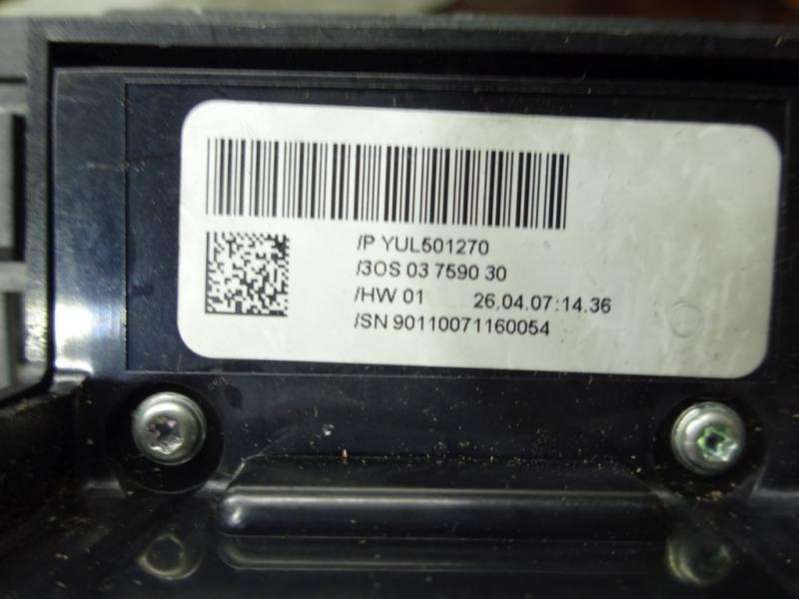 /P YUL501270
/3OS 03 7590 30
/HW 01 26.04.07:14.36
/SN 90110071160054